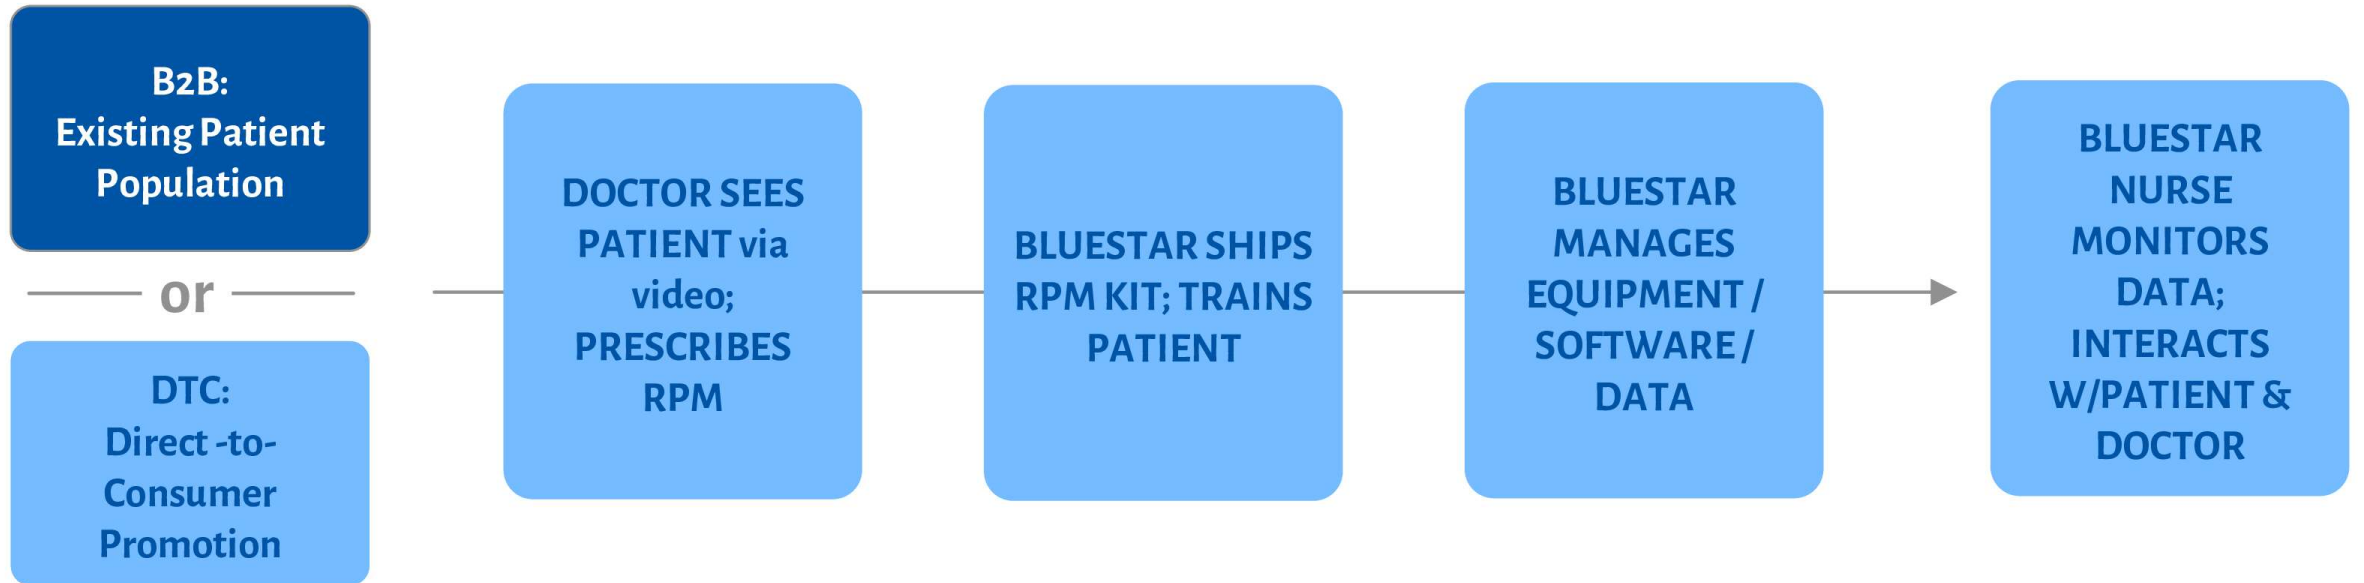 B2B:
Existing Patient
Population
or
DTC:
Direct -to-
Consumer
Promotion
DOCTOR SEES
PATIENT via
video;
PRESCRIBES
RPM
BLUESTAR SHIPS
RPM KIT; TRAINS
PATIENT
BLUESTAR
MANAGES
EQUIPMENT /
SOFTWARE /
DATA
BLUESTAR
NURSE
MONITORS
DATA;
INTERACTS
W/PATIENT &
DOCTOR